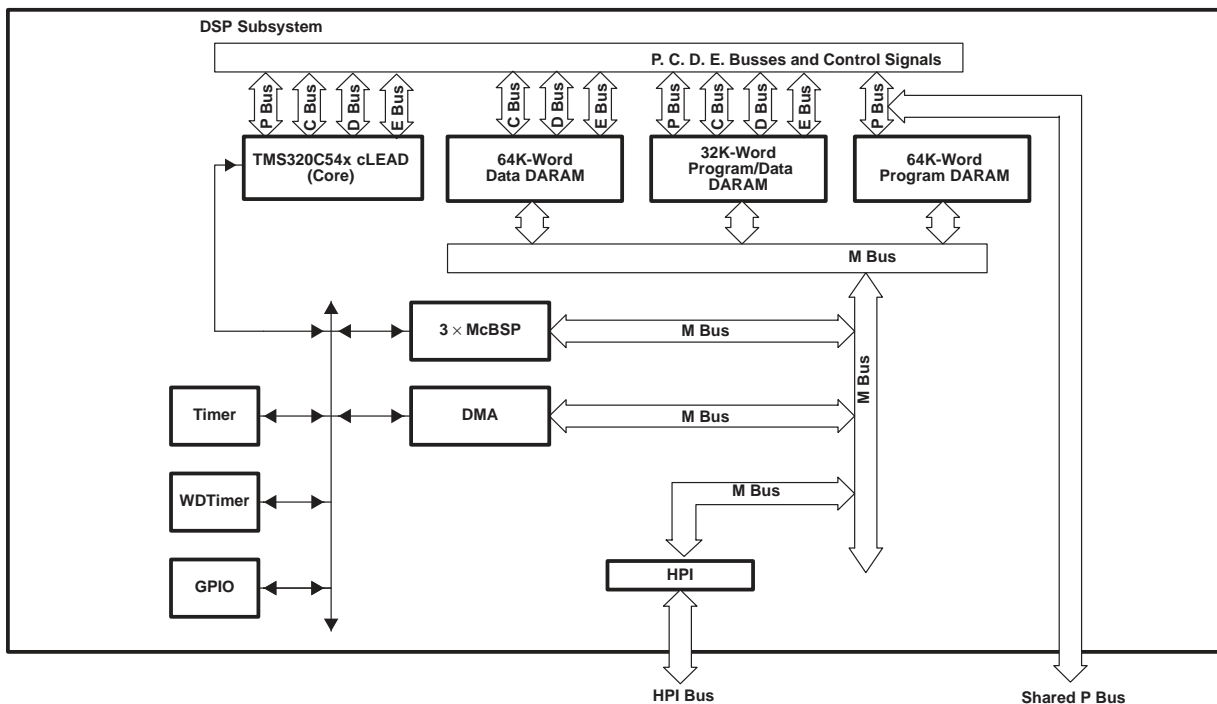 DSP Subsystem
P. C. D. E. Busses and Control Signals
P Bus
C Bus
D Bus
E Bus
C Bus
D Bus
E Bus
P Bus
C Bus
D Bus
E Bus
P Bus
TMS320C54x cLEAD
(Core)
64K-Word
Data DARAM
32K-Word
Program/Data
DARAM
64K-Word
Program DARAM
M Bus
3 × McBSP
M Bus
M Bus
Timer
DMA
M Bus
WDTimer
M Bus
GPIO
HPI
HPI Bus
Shared P Bus